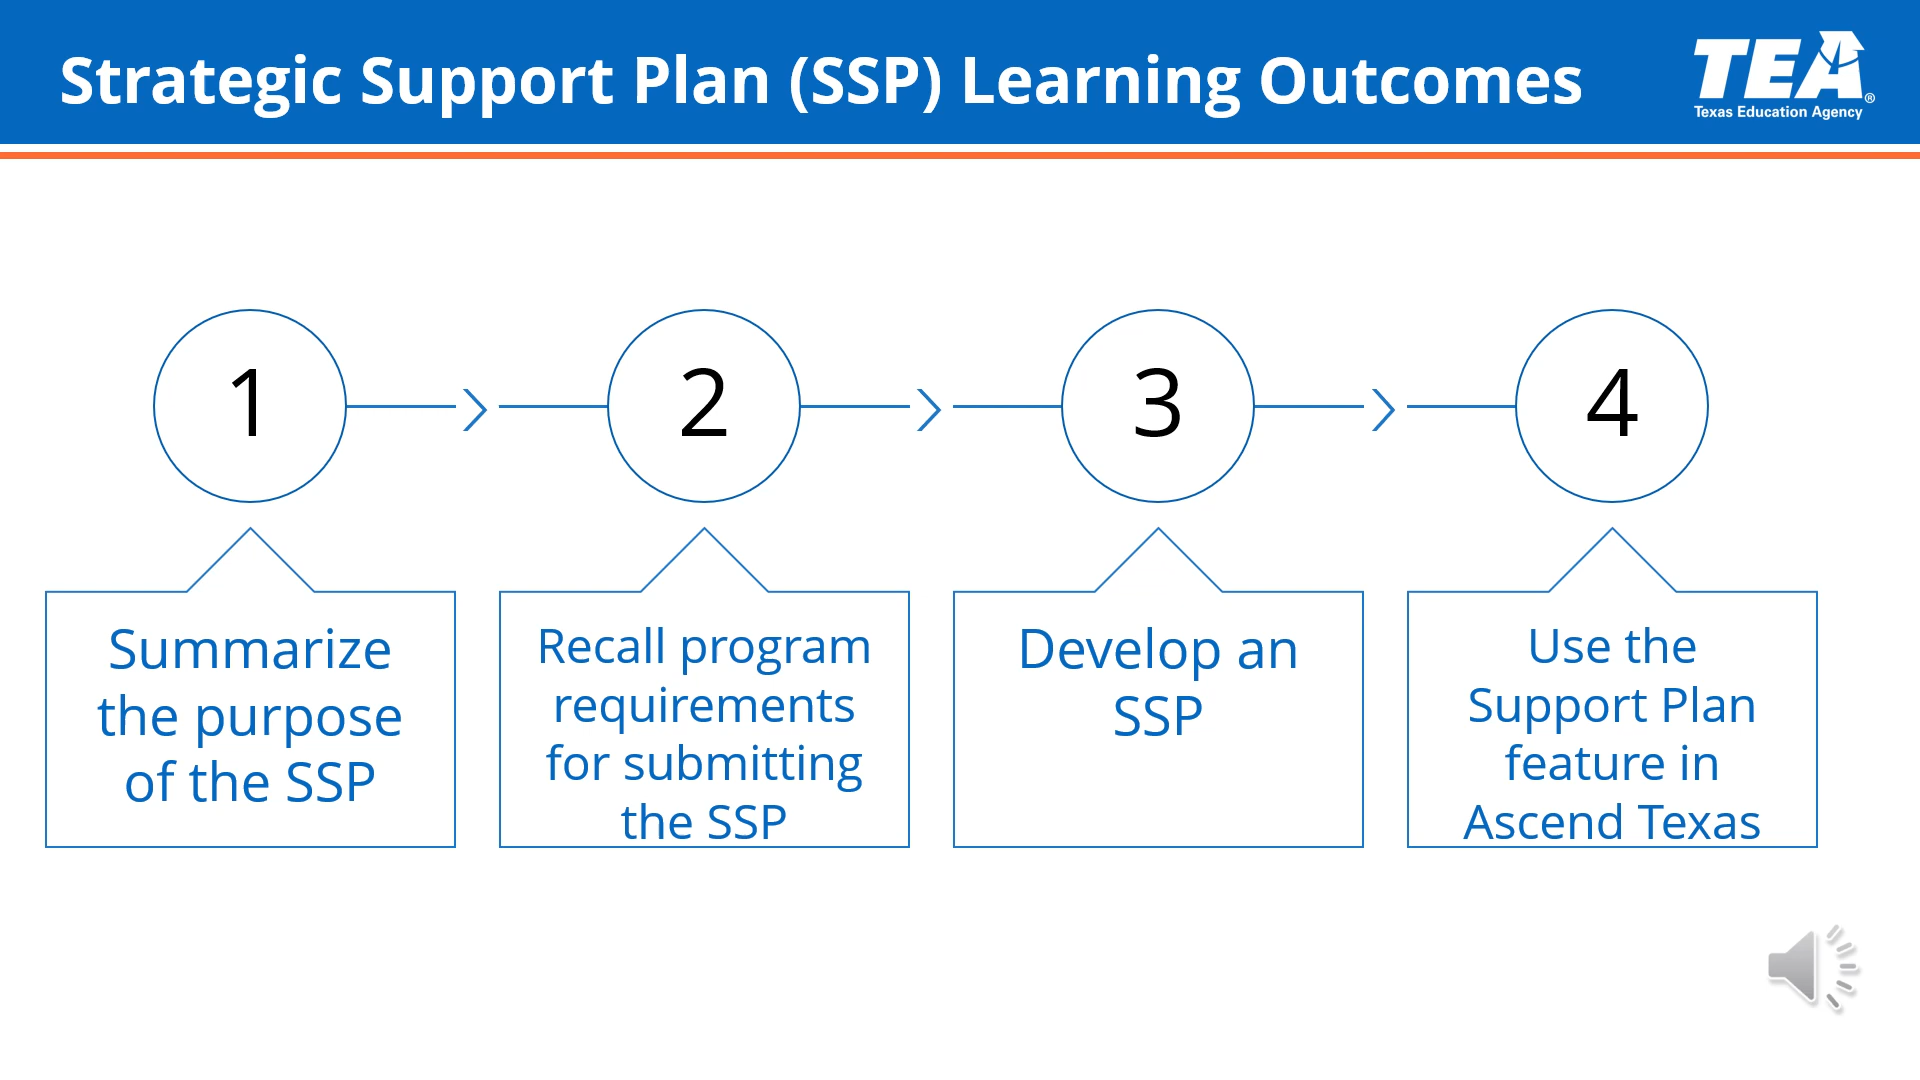 Strategic Support Plan (SSP) Learning Outcomes
TEA®
Texas Education Agency
1
2
3
4
Summarize
the purpose
of the SSP
Recall program
requirements
for submitting
the SSP
Develop an
SSP
Use the
Support Plan
feature in
Ascend Texas